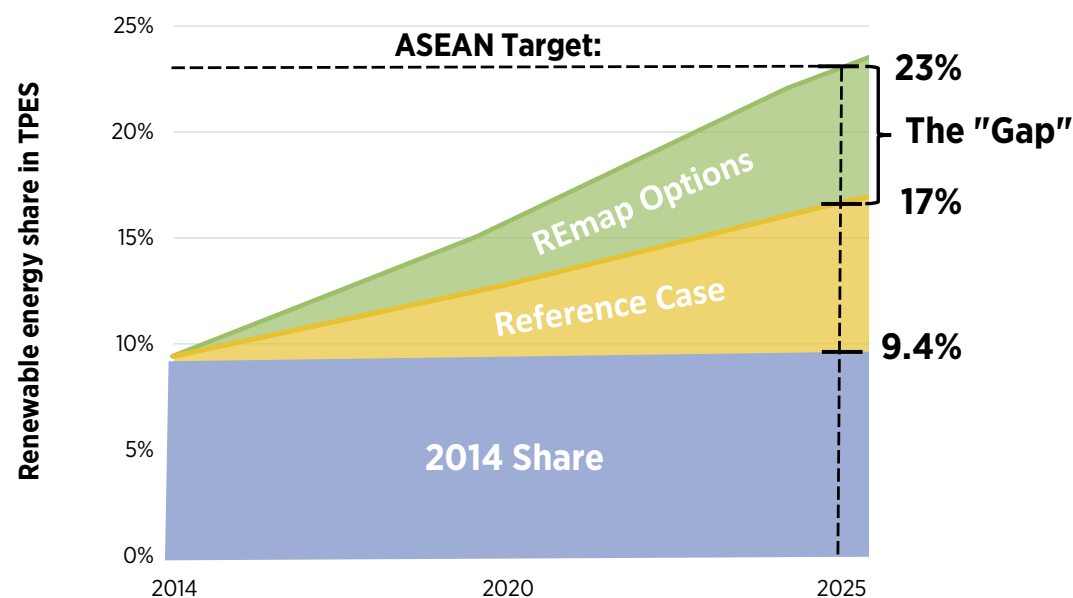 25%
ASEAN Target:
23%
20%
The "Gap"
REmap Options
17%
15%
Reference Case
10%
9.4%
5%
2014 Share
0%
2014
2020
2025
Renewable energy share in TPES